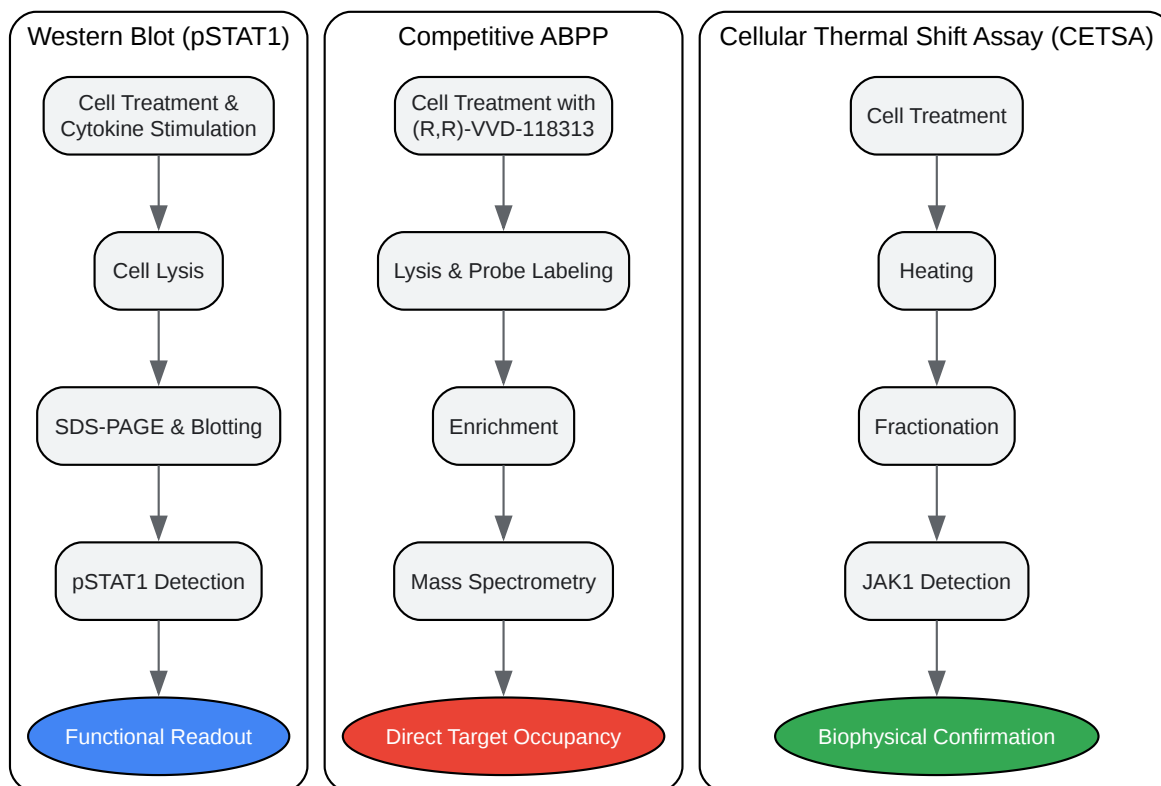 Western Blot (pSTAT1)
Cell Treatment &
Cytokine Stimulation
Cell Lysis
SDS-PAGE & Blotting
pSTAT1 Detection
Functional Readout
Competitive ABPP
Cell Treatment with
(R,R)-VVD-118313
Lysis & Probe Labeling
Enrichment
Mass Spectrometry
Direct Target Occupancy
Cellular Thermal Shift Assay (CETSA)
Cell Treatment
Heating
Fractionation
JAK1 Detection
Biophysical Confirmation